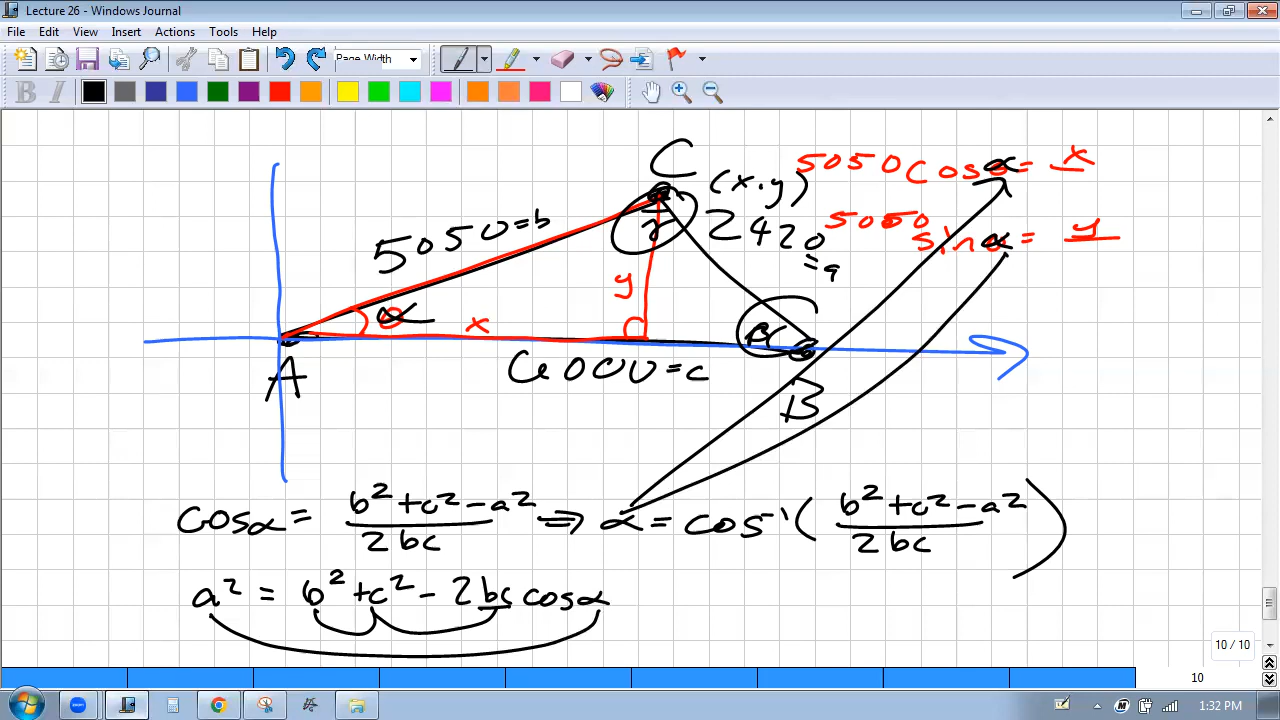 Lecture 26 - Windows Journal
File Edit View Insert Actions Tools Help
Page Width
B I
C
(x,y)
5050 cos α = x
5050 = b
2420
= a
5050
sin α = y
γ
y
α
x
A
6000 = c
B
cosα = b² + c² - a² / 2bc ⇒ α = cos⁻¹( b² + c² - a² / 2bc )
a² = b² + c² - 2bc cosα
10 / 10
10
1:32 PM